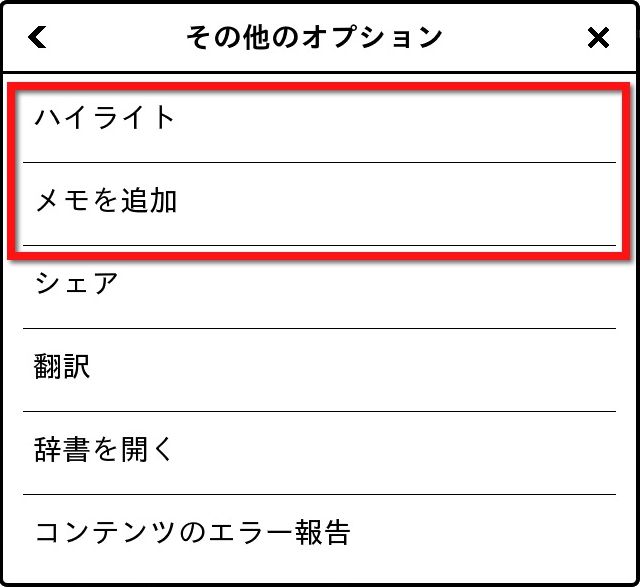 その他のオプション
ハイライト
メモを追加
シェア
翻訳
辞書を開く
コンテンツのエラー報告